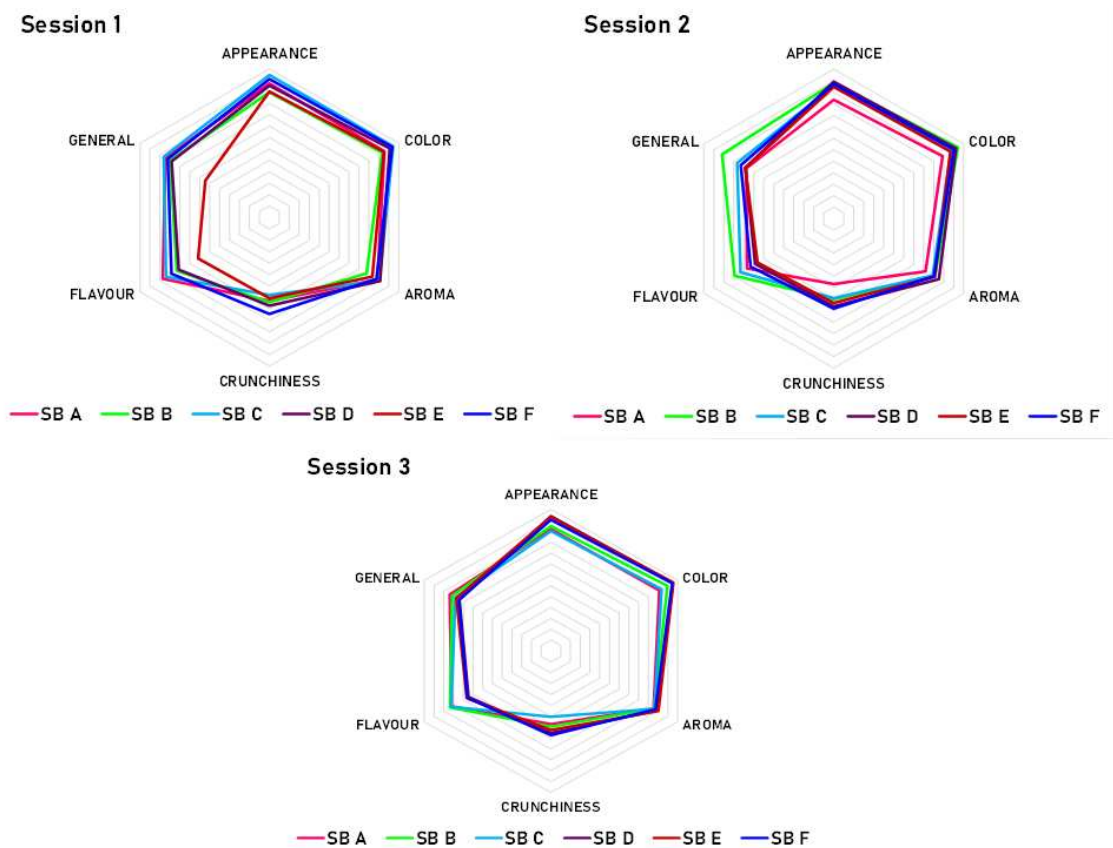 Session 1
APPEARANCE
GENERAL
COLOR
FLAVOUR
AROMA
CRUNCHINESS
SB A SB B SB C SB D SB E SB F
Session 2
APPEARANCE
GENERAL
COLOR
FLAVOUR
AROMA
CRUNCHINESS
SB A SB B SB C SB D SB E SB F
Session 3
APPEARANCE
GENERAL
COLOR
FLAVOUR
AROMA
CRUNCHINESS
SB A SB B SB C SB D SB E SB F